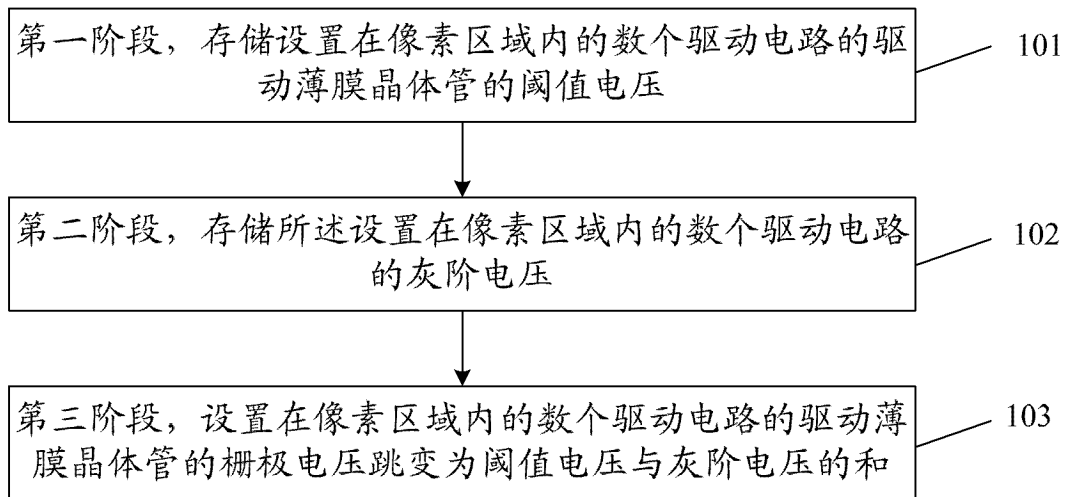 第一阶段，存储设置在像素区域内的数个驱动电路的驱
动薄膜晶体管的阈值电压
101
第二阶段，存储所述设置在像素区域内的数个驱动电路
的灰阶电压
102
第三阶段，设置在像素区域内的数个驱动电路的驱动薄
膜晶体管的栅极电压跳变为阈值电压与灰阶电压的和
103